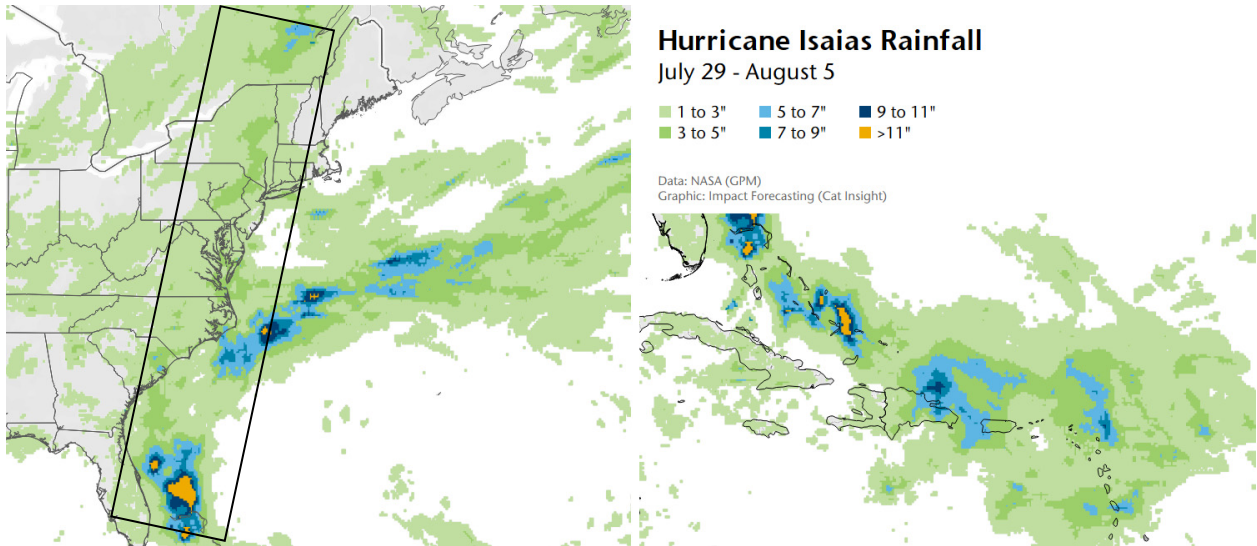 Hurricane Isaias Rainfall
July 29 - August 5
1 to 3" 5 to 7" 9 to 11"
3 to 5" 7 to 9" >11"
Data: NASA (GPM)
Graphic: Impact Forecasting (Cat Insight)